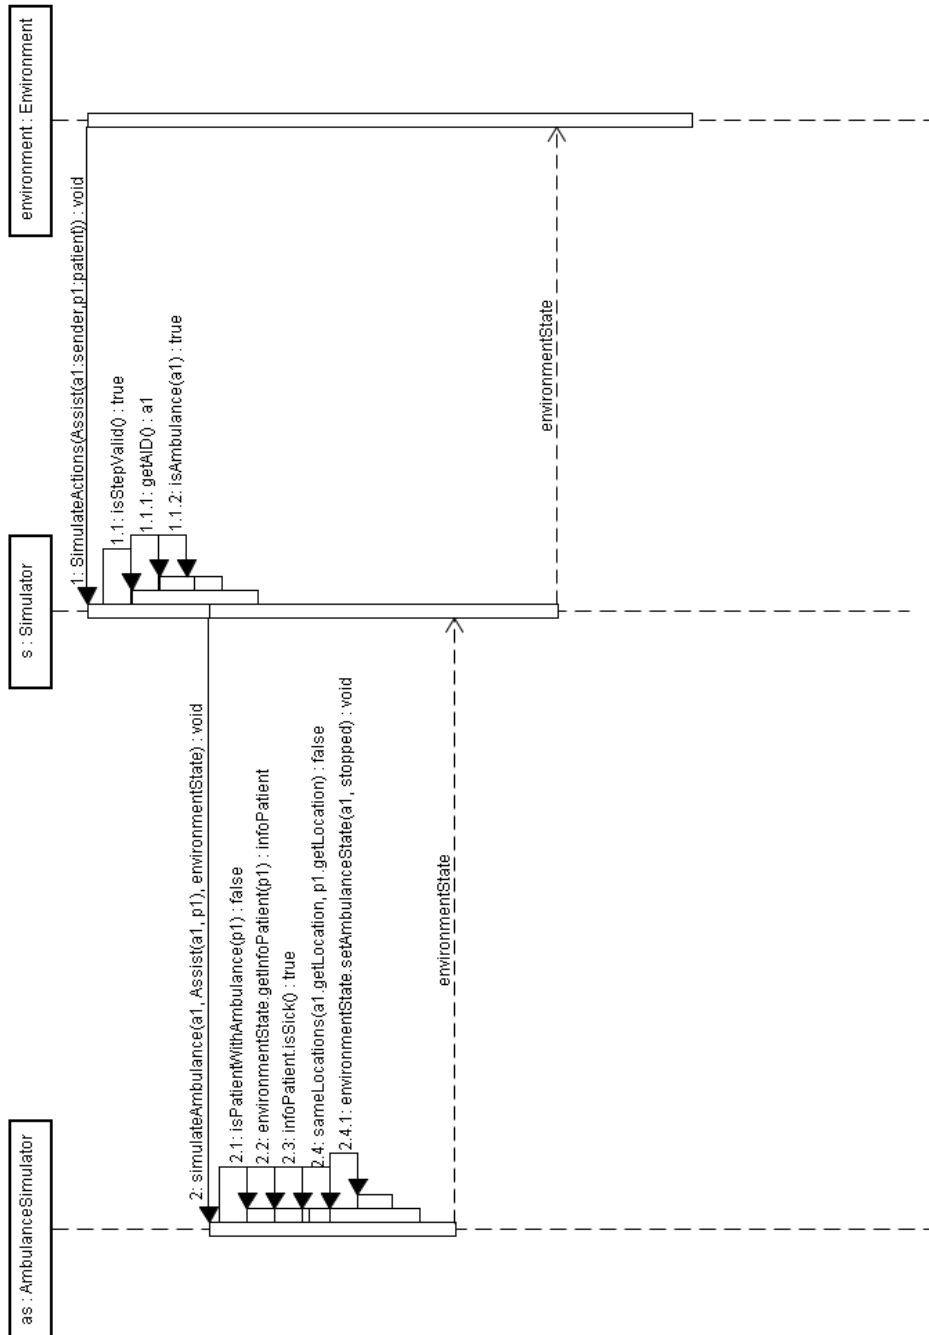 environment : Environment
s : Simulator
as : AmbulanceSimulator
1: SimulateActions(Assist(a1:sender,p1:patient)) : void
1.1: isStepValid() : true
1.1.1: getAID() : a1
1.1.2: isAmbulance(a1) : true
2: simulateAmbulance(a1, Assist(a1, p1), environmentState) : void
2.1: isPatientWithAmbulance(p1) : false
2.2: environmentState.getInfoPatient(p1) : infoPatient
2.3: infoPatient.isSick() : true
2.4: sameLocations(a1.getLocation, p1.getLocation) : false
2.4.1: environmentState.setAmbulanceState(a1, stopped) : void
environmentState
environmentState